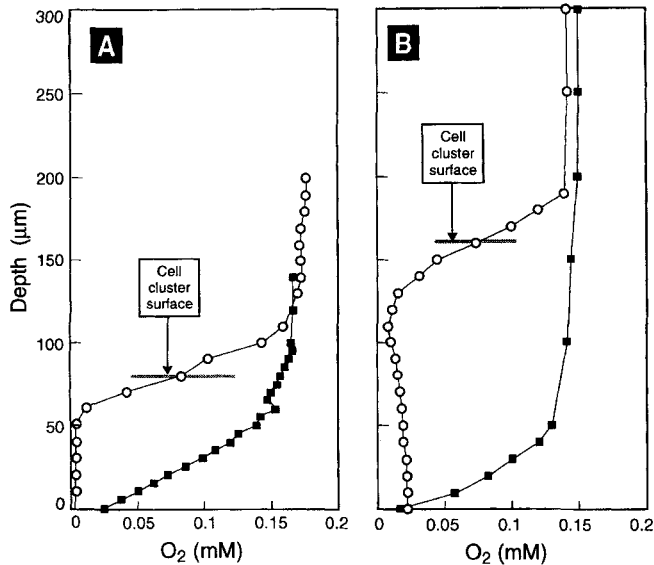 A
B
300
250
200
150
100
50
0
Depth (μm)
Cell
cluster
surface
Cell
cluster
surface
0
0.05
0.1
0.15
0.2
0
0.05
0.1
0.15
0.2
O₂ (mM)
O₂ (mM)